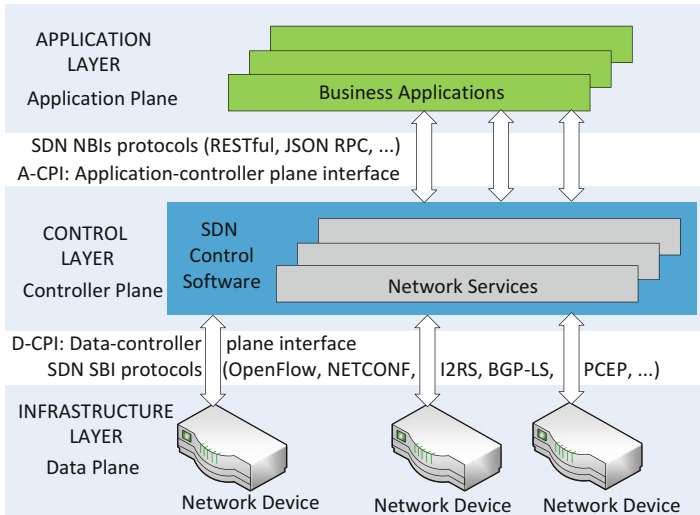 APPLICATION
LAYER
Application Plane
Business Applications
SDN NBIs protocols (RESTful, JSON RPC, ...)
A-CPI: Application-controller plane interface
CONTROL
LAYER
Controller Plane
SDN
Control
Software
Network Services
D-CPI: Data-controller plane interface
SDN SBI protocols (OpenFlow, NETCONF, I2RS, BGP-LS, PCEP, ...)
INFRASTRUCTURE
LAYER
Data Plane
Network Device
Network Device
Network Device